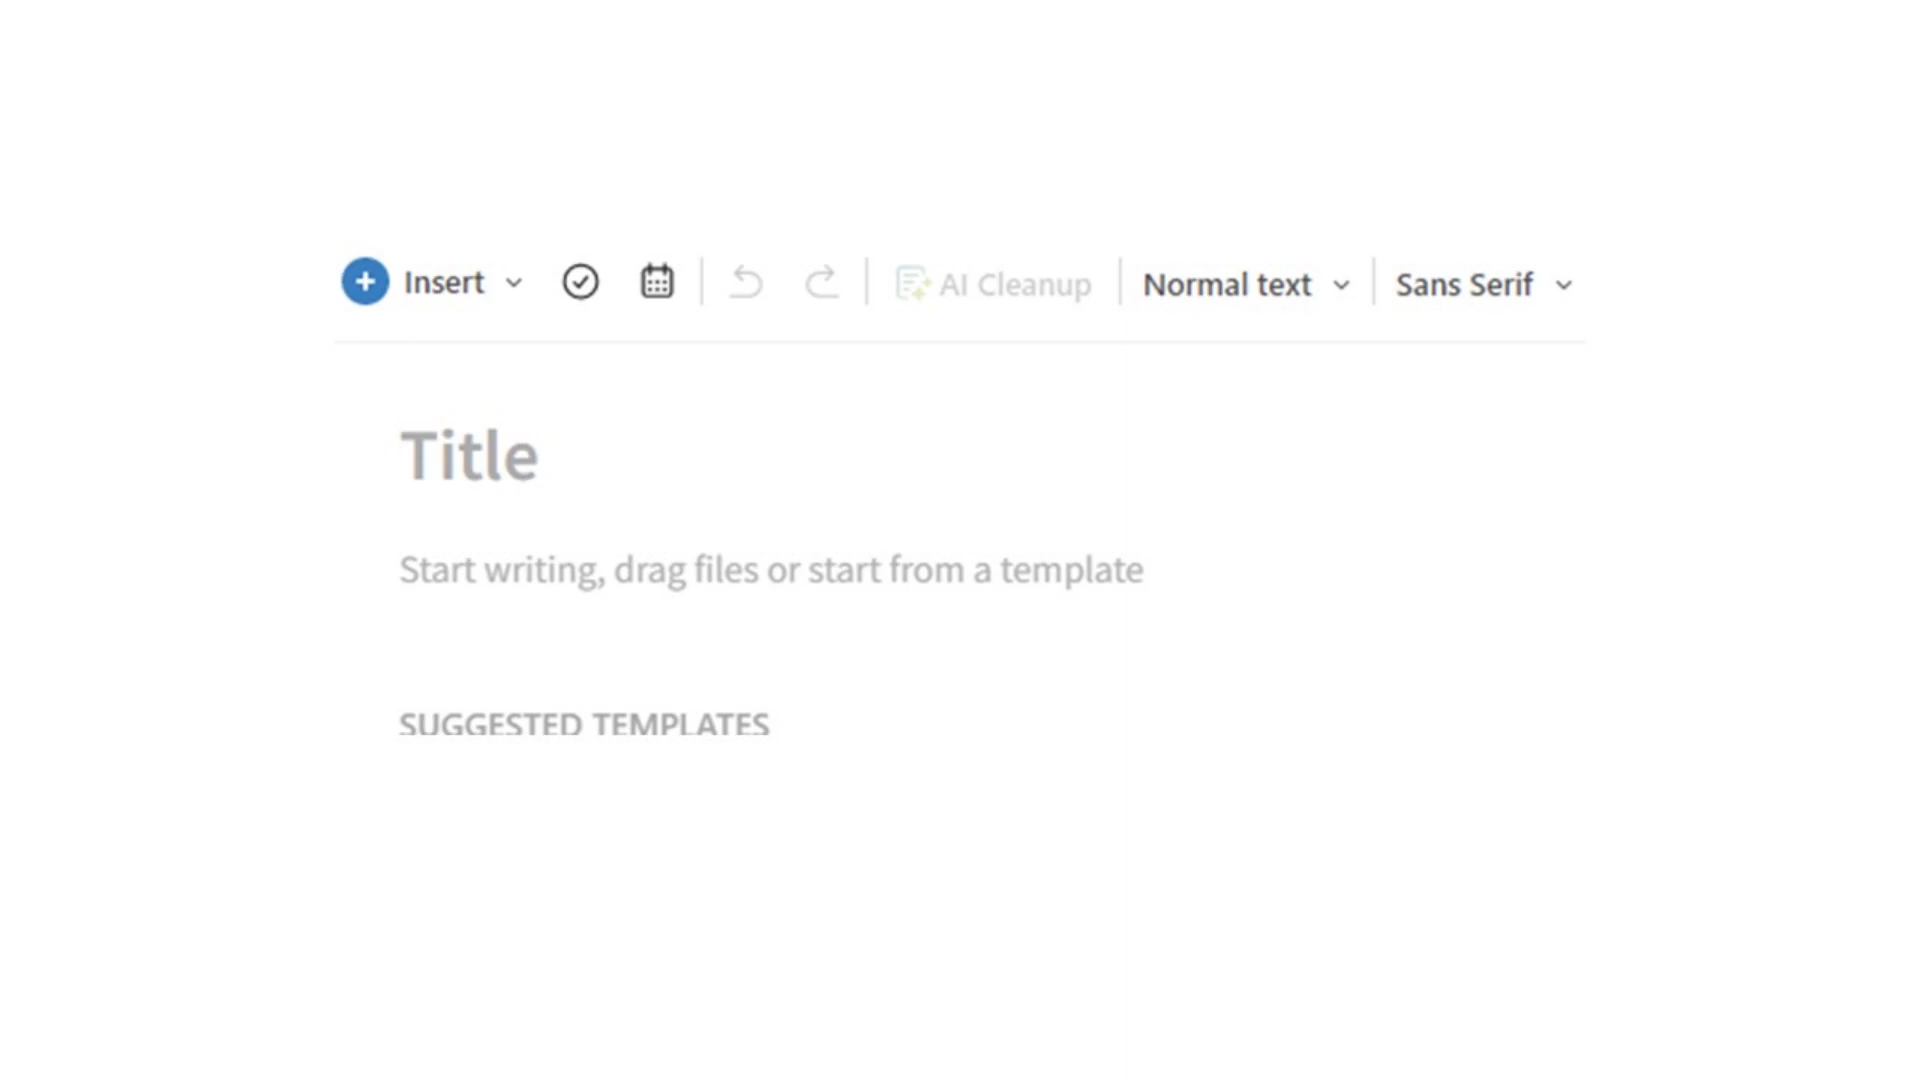 Insert AI Cleanup Normal text Sans Serif
Title
Start writing, drag files or start from a template
SUGGESTED TEMPLATES